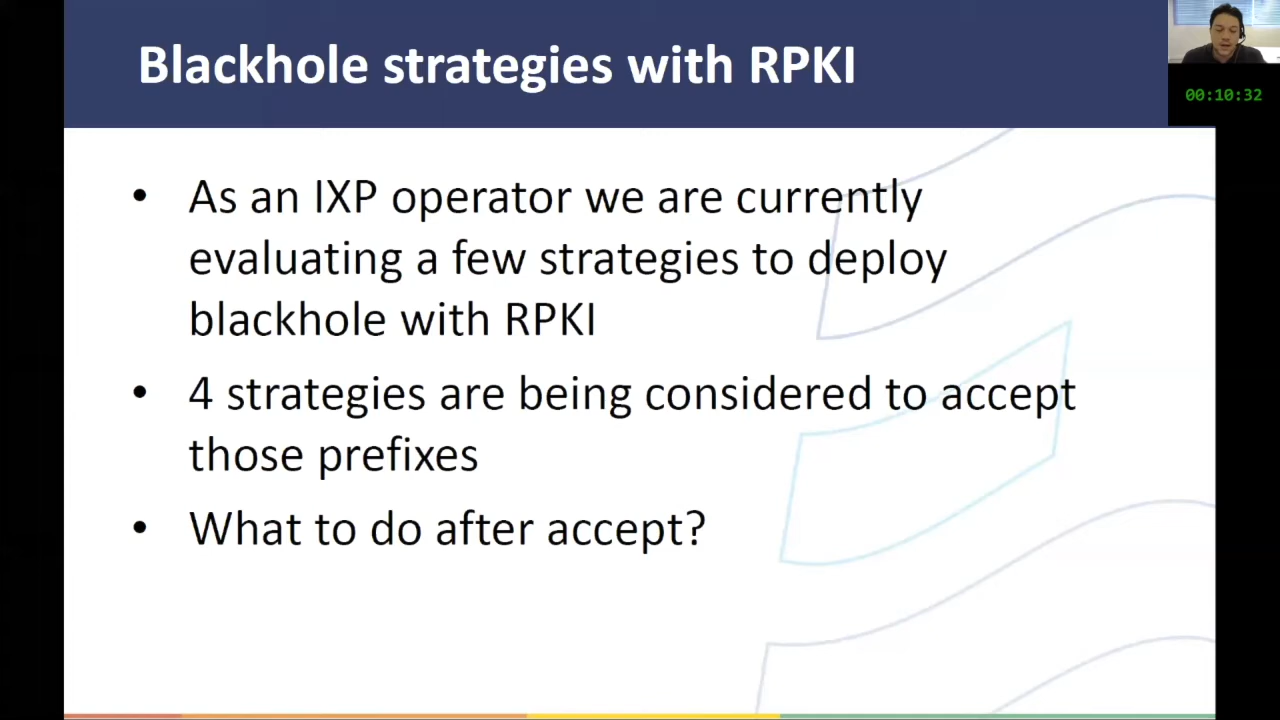 Blackhole strategies with RPKI
00:10:32
• As an IXP operator we are currently
evaluating a few strategies to deploy
blackhole with RPKI
• 4 strategies are being considered to accept
those prefixes
• What to do after accept?